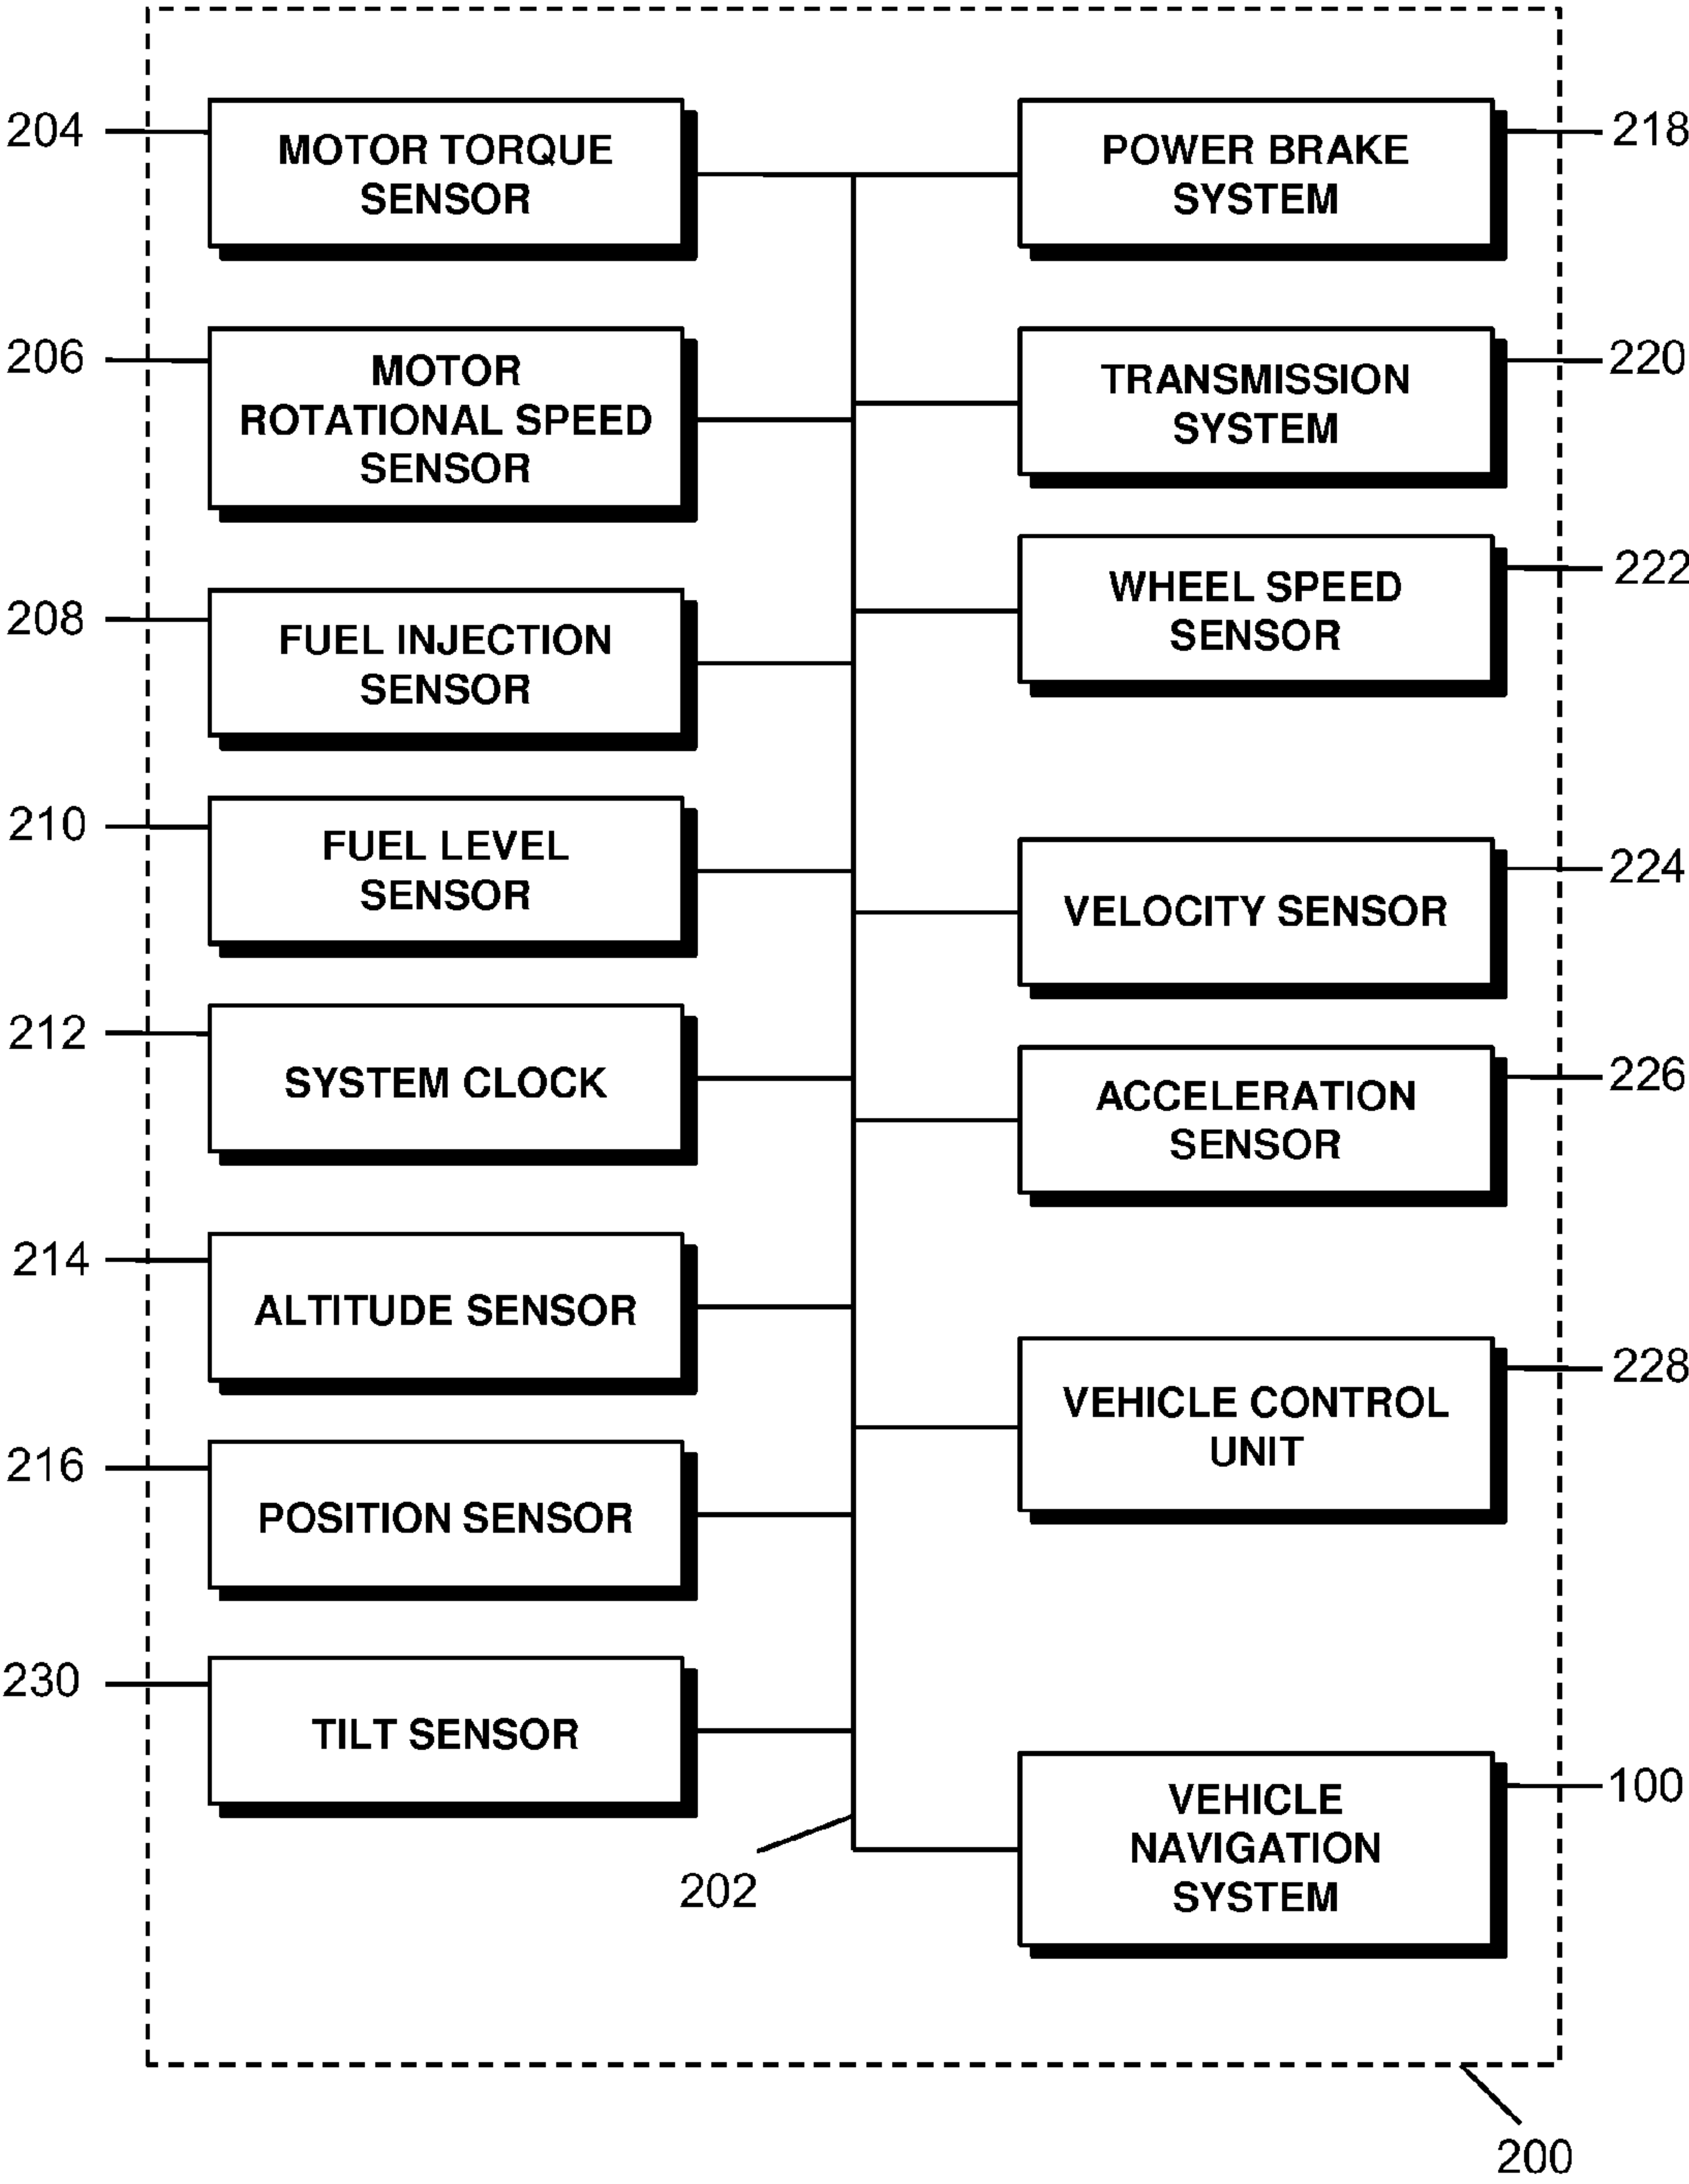 204
MOTOR TORQUE
SENSOR
206
MOTOR
ROTATIONAL SPEED
SENSOR
208
FUEL INJECTION
SENSOR
210
FUEL LEVEL
SENSOR
212
SYSTEM CLOCK
214
ALTITUDE SENSOR
216
POSITION SENSOR
230
TILT SENSOR
202
POWER BRAKE
SYSTEM
218
TRANSMISSION
SYSTEM
220
WHEEL SPEED
SENSOR
222
VELOCITY SENSOR
224
ACCELERATION
SENSOR
226
VEHICLE CONTROL
UNIT
228
VEHICLE
NAVIGATION
SYSTEM
100
200